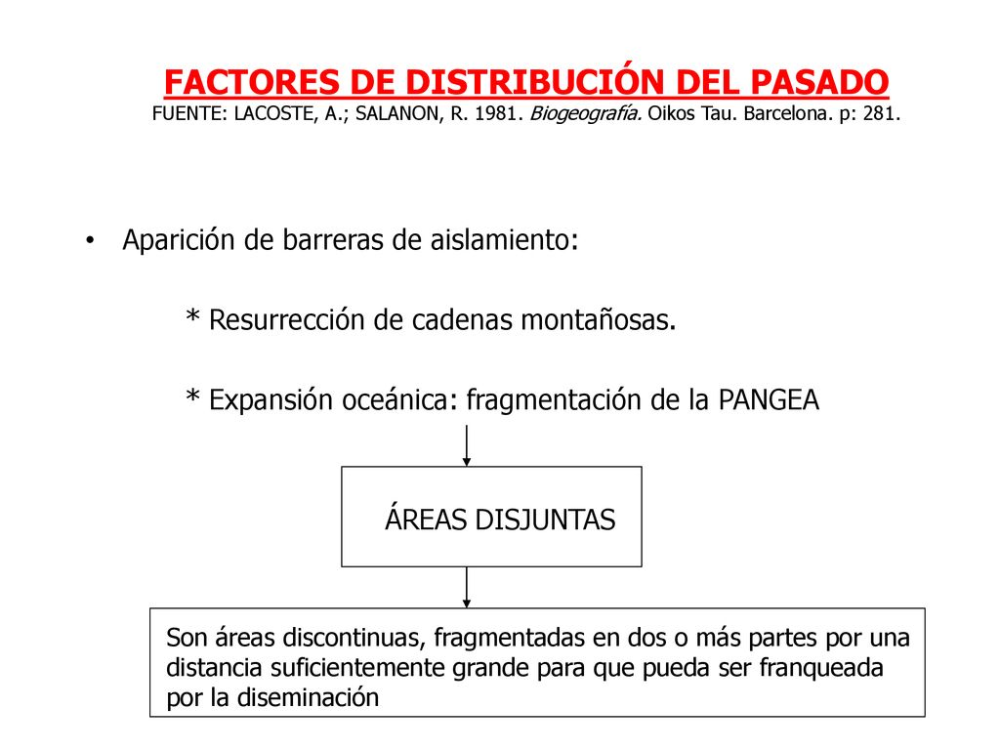 FACTORES DE DISTRIBUCIÓN DEL PASADO
FUENTE: LACOSTE, A.; SALANON, R. 1981. Biogeografía. Oikos Tau. Barcelona. p: 281.
• Aparición de barreras de aislamiento:
* Resurrección de cadenas montañosas.
* Expansión oceánica: fragmentación de la PANGEA
ÁREAS DISJUNTAS
Son áreas discontinuas, fragmentadas en dos o más partes por una
distancia suficientemente grande para que pueda ser franqueada
por la diseminación